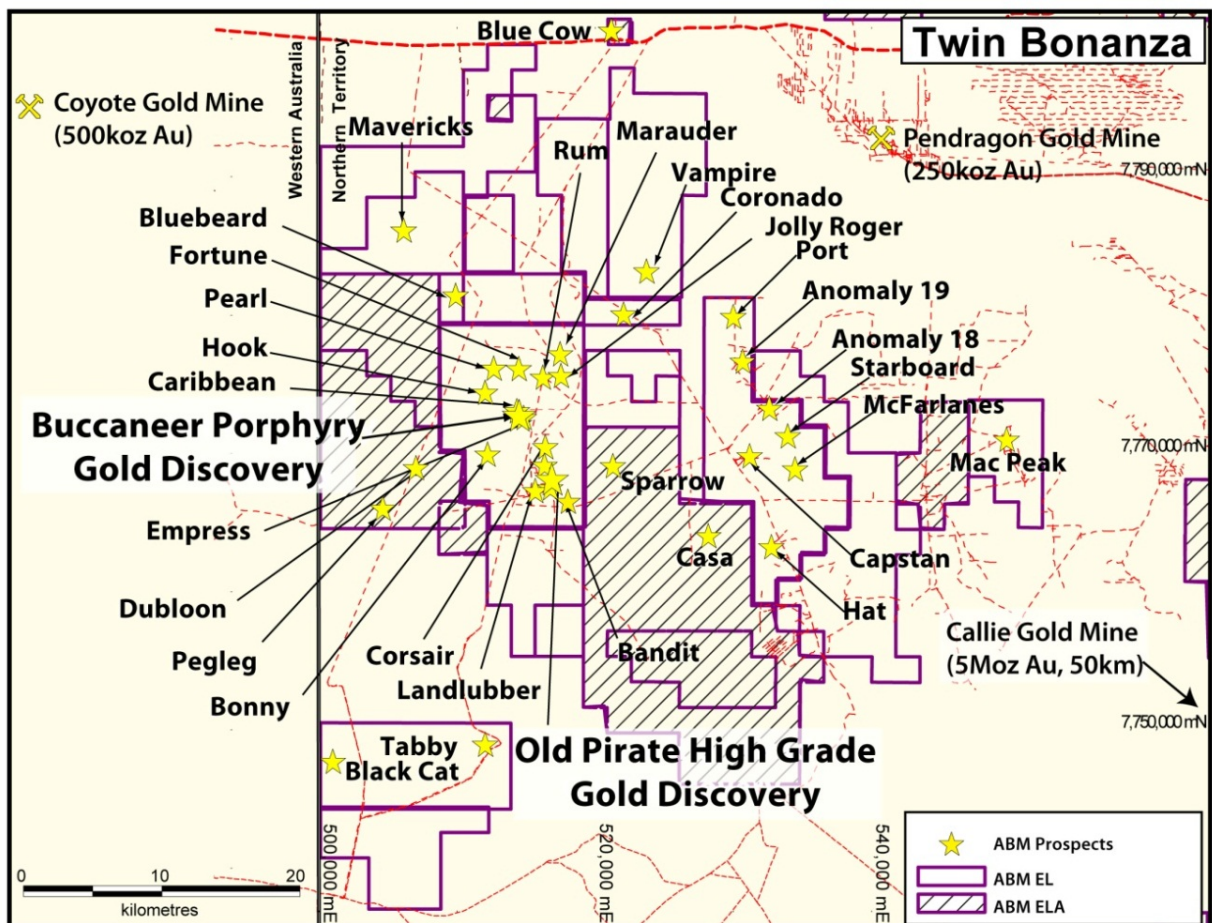 Blue Cow
Twin Bonanza
Western Australia
Northern Territory
Coyote Gold Mine
(500koz Au)
Mavericks
Marauder
Rum
Pendragon Gold Mine
(250koz Au)
7,790,000 mN
Vampire
Coronado
Bluebeard
Jolly Roger
Fortune
Port
Pearl
Anomaly 19
Hook
Anomaly 18
Caribbean
Starboard
McFarlanes
Buccaneer Porphyry
Gold Discovery
7,770,000 mN
Mac Peak
Sparrow
Empress
Casa
Capstan
Dubloon
Hat
Pegleg
Corsair
Bandit
Callie Gold Mine
(5Moz Au, 50km)
Landlubber
Bonny
7,750,000 mN
Tabby
Black Cat
Old Pirate High Grade
Gold Discovery
500,000 mE
520,000 mE
540,000 mE
ABM Prospects
ABM EL
ABM ELA
0 10 20
kilometres